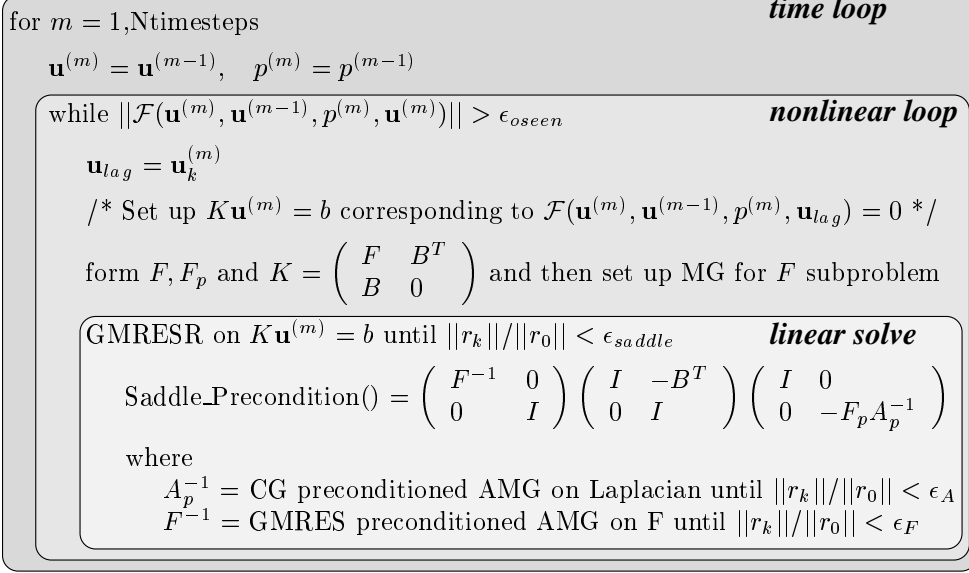 time loop
for m = 1,Ntimesteps
u^(m) = u^(m−1), p^(m) = p^(m−1)
while ||F(u^(m), u^(m−1), p^(m), u^(m))|| > ϵ_oseen nonlinear loop
u_lag = u_k^(m)
/* Set up Ku^(m) = b corresponding to F(u^(m), u^(m−1), p^(m), u_lag) = 0 */
form F, F_p and K = ( F B^T ; B 0 ) and then set up MG for F subproblem
GMRESR on Ku^(m) = b until ||r_k||/||r_0|| < ϵ_saddle linear solve
Saddle_Precondition() = ( F^−1 0 ; 0 I ) ( I −B^T ; 0 I ) ( I 0 ; 0 −F_p A_p^−1 )
where
A_p^−1 = CG preconditioned AMG on Laplacian until ||r_k||/||r_0|| < ϵ_A
F^−1 = GMRES preconditioned AMG on F until ||r_k||/||r_0|| < ϵ_F